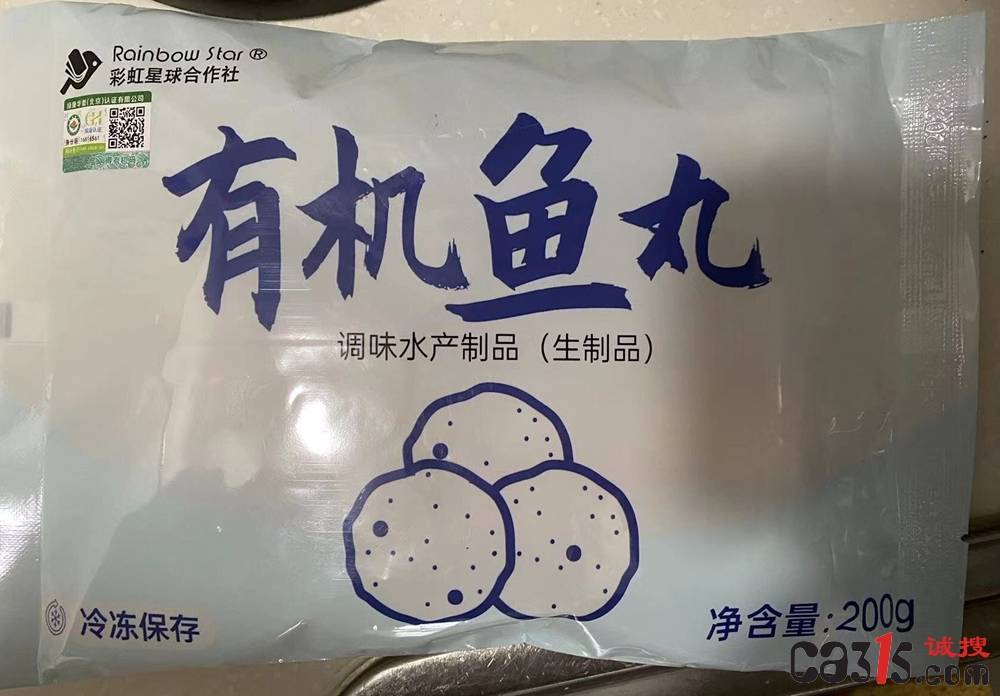 Rainbow Star®
彩虹星球合作社
有机鱼丸
调味水产制品（生制品）
冷冻保存
净含量:200g
诚搜
ca315.com